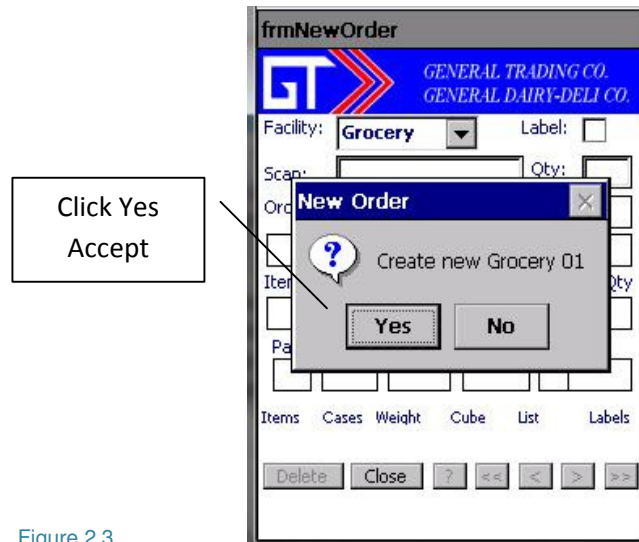 frmNewOrder
GT GENERAL TRADING CO.
GENERAL DAIRY-DELI CO.
Facility: Grocery Label:
Scan: Qty:
New Order
Click Yes
Accept
Create new Grocery 01
Yes No
Items Cases Weight Cube List Labels
Delete Close ? << < > >>
Figure 2.3